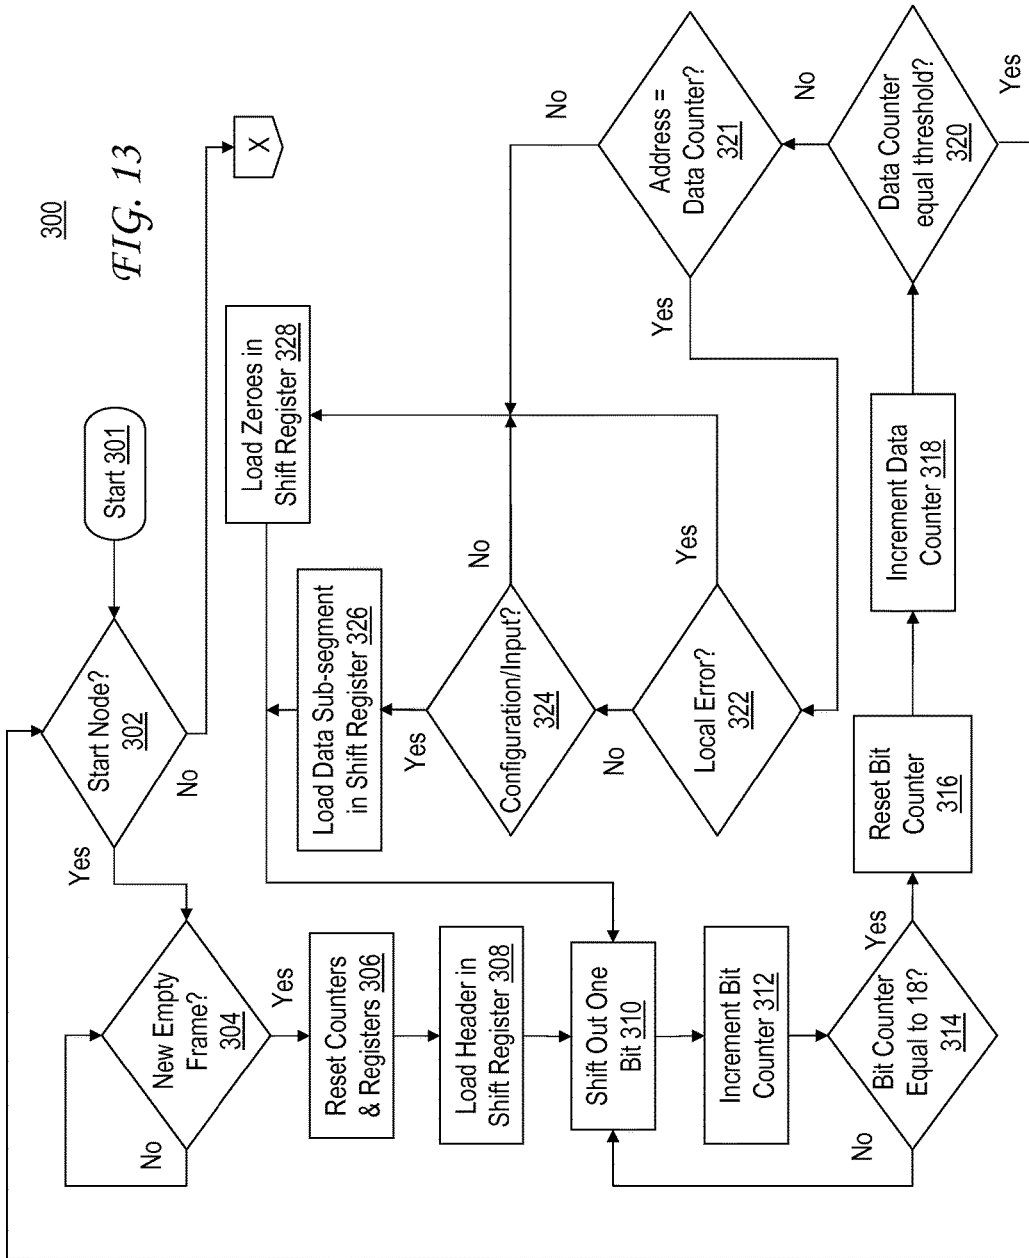 300
FIG. 13
Start 301
Start Node?
302
Yes
No
X
New Empty
Frame?
304
No
Yes
Reset Counters
& Registers 306
Load Header in
Shift Register 308
Shift Out One
Bit 310
Increment Bit
Counter 312
Bit Counter
Equal to 18?
314
No
Yes
Reset Bit
Counter
316
Increment Data
Counter 318
Data Counter
equal threshold?
320
No
Yes
Address =
Data Counter?
321
No
Yes
Local Error?
322
Yes
No
Configuration/Input?
324
No
Yes
Load Data Sub-segment
in Shift Register 326
Load Zeroes in
Shift Register 328